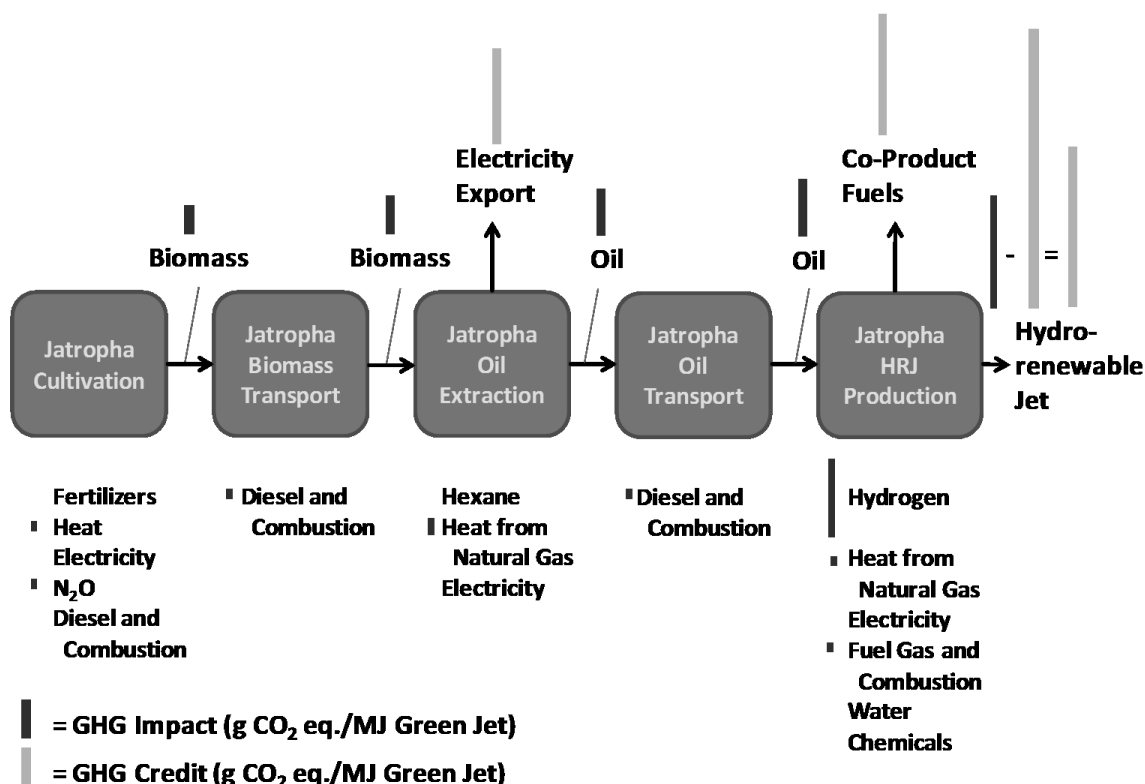 Electricity
Export
Co-Product
Fuels
Biomass
Biomass
Oil
Oil
- =
Jatropha
Cultivation
Jatropha
Biomass
Transport
Jatropha
Oil
Extraction
Jatropha
Oil
Transport
Jatropha
HRJ
Production
Hydro-
renewable
Jet
Fertilizers
Heat
Electricity
N₂O
Diesel and
Combustion
Diesel and
Combustion
Hexane
Heat from
Natural Gas
Electricity
Diesel and
Combustion
Hydrogen
Heat from
Natural Gas
Electricity
Fuel Gas and
Combustion
Water
Chemicals
= GHG Impact (g CO₂ eq./MJ Green Jet)
= GHG Credit (g CO₂ eq./MJ Green Jet)